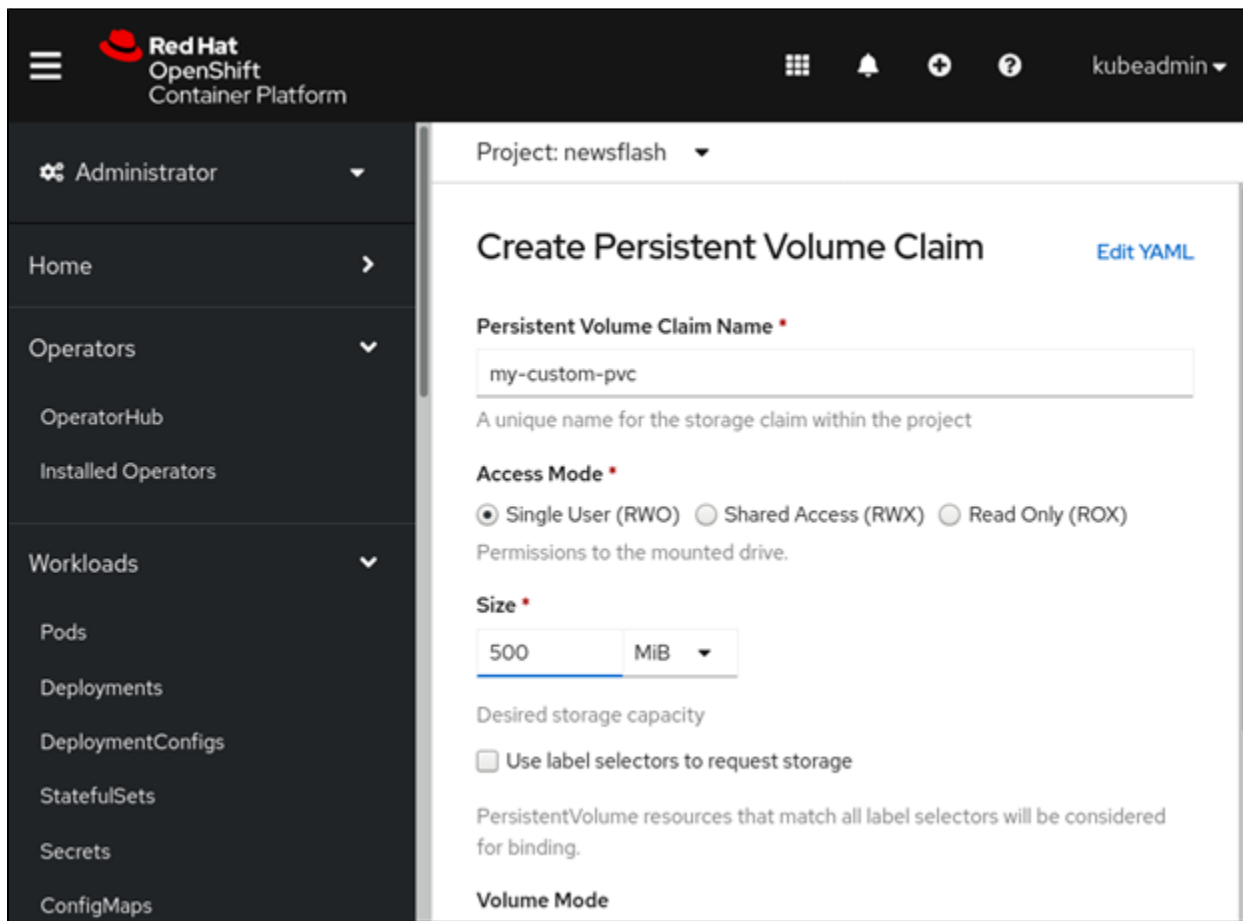 Red Hat
OpenShift
Container Platform
kubeadmin
Administrator
Home
Operators
OperatorHub
Installed Operators
Workloads
Pods
Deployments
DeploymentConfigs
StatefulSets
Secrets
ConfigMaps
Project: newsflash
Create Persistent Volume Claim
Edit YAML
Persistent Volume Claim Name *
my-custom-pvc
A unique name for the storage claim within the project
Access Mode *
Single User (RWO) Shared Access (RWX) Read Only (ROX)
Permissions to the mounted drive.
Size *
500 MiB
Desired storage capacity
Use label selectors to request storage
PersistentVolume resources that match all label selectors will be considered
for binding.
Volume Mode